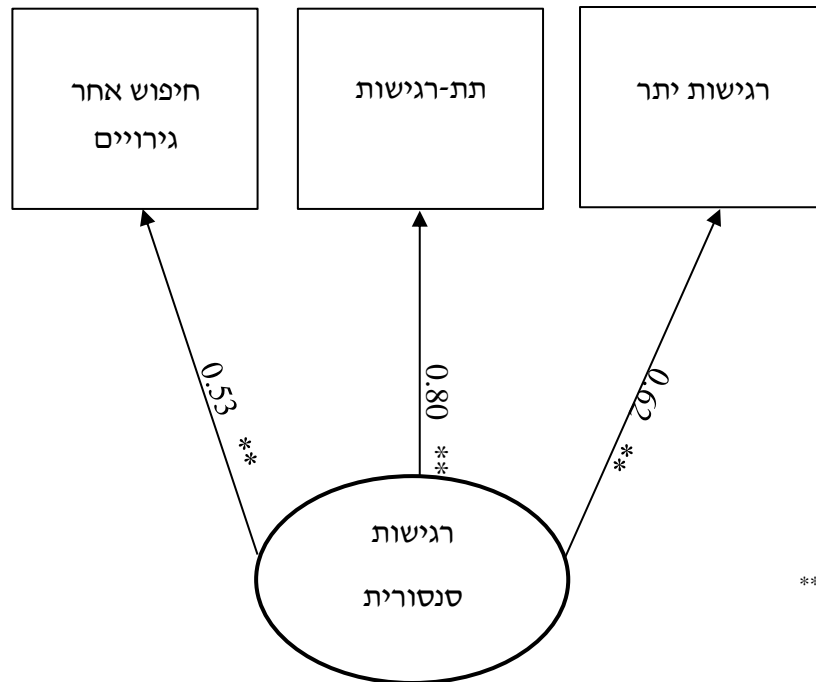 רגישות יתר
תת-רגישות
חיפוש אחר
גירויים
0.62 **
0.80 **
0.53 **
רגישות
סנסורית
**